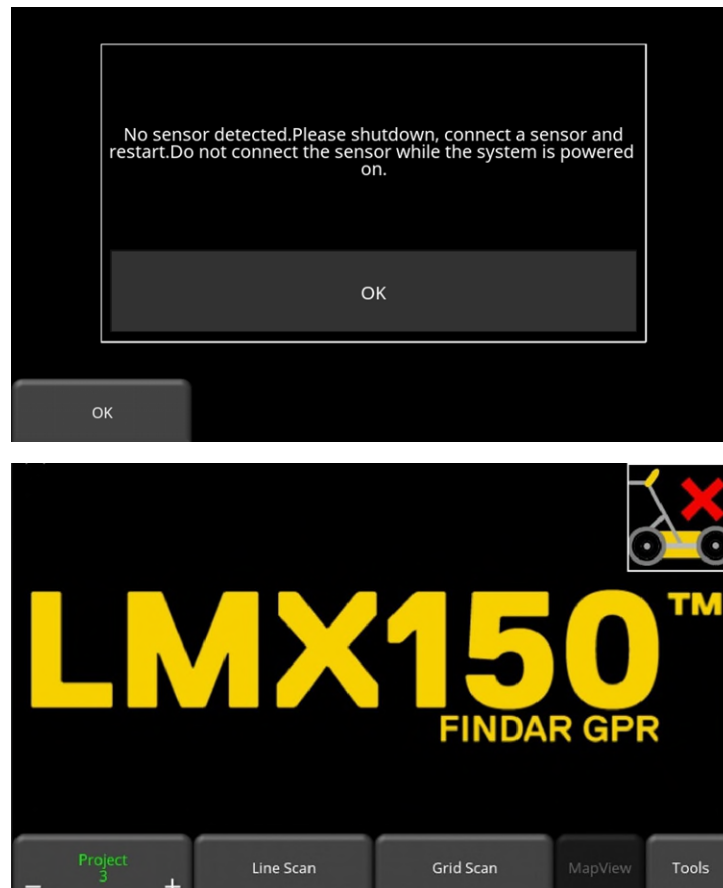 No sensor detected.Please shutdown, connect a sensor and
restart.Do not connect the sensor while the system is powered
on.
OK
OK
LMX150™
FINDAR GPR
Project
3
− +
Line Scan
Grid Scan
MapView
Tools